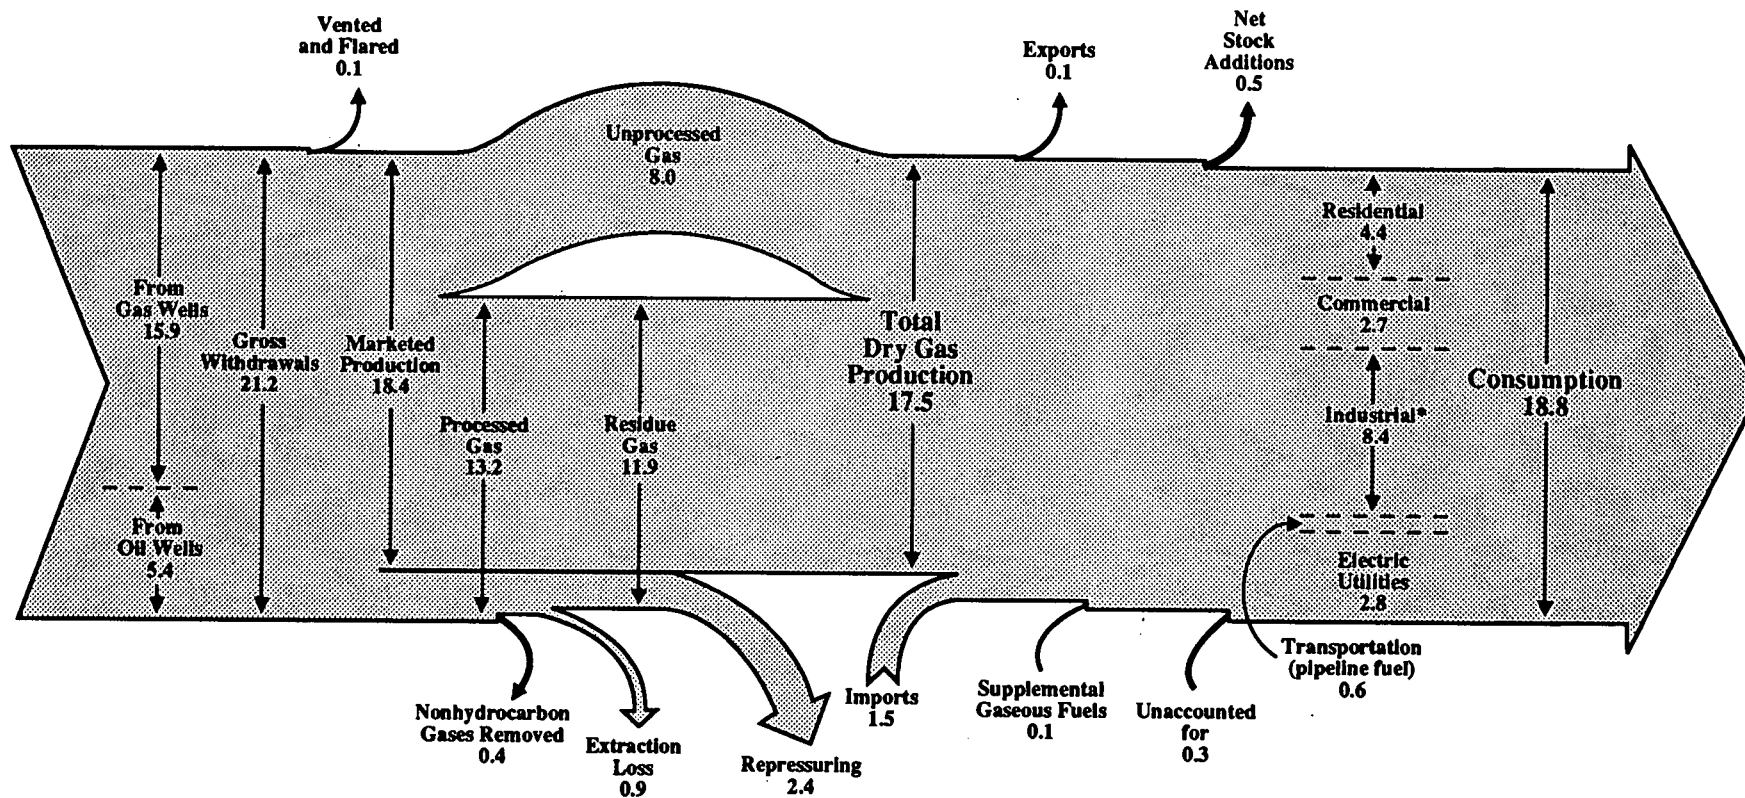 Vented
and Flared
0.1
Exports
0.1
Net
Stock
Additions
0.5
Unprocessed
Gas
8.0
From
Gas Wells
15.9
Gross
Withdrawals
21.2
Marketed
Production
18.4
Processed
Gas
13.2
Residue
Gas
11.9
Total
Dry Gas
Production
17.5
Residential
4.4
Commercial
2.7
Industrial*
8.4
Consumption
18.8
From
Oil Wells
5.4
Electric
Utilities
2.8
Transportation
(pipeline fuel)
0.6
Nonhydrocarbon
Gases Removed
0.4
Extraction
Loss
0.9
Repressuring
2.4
Imports
1.5
Supplemental
Gaseous Fuels
0.1
Unaccounted
for
0.3